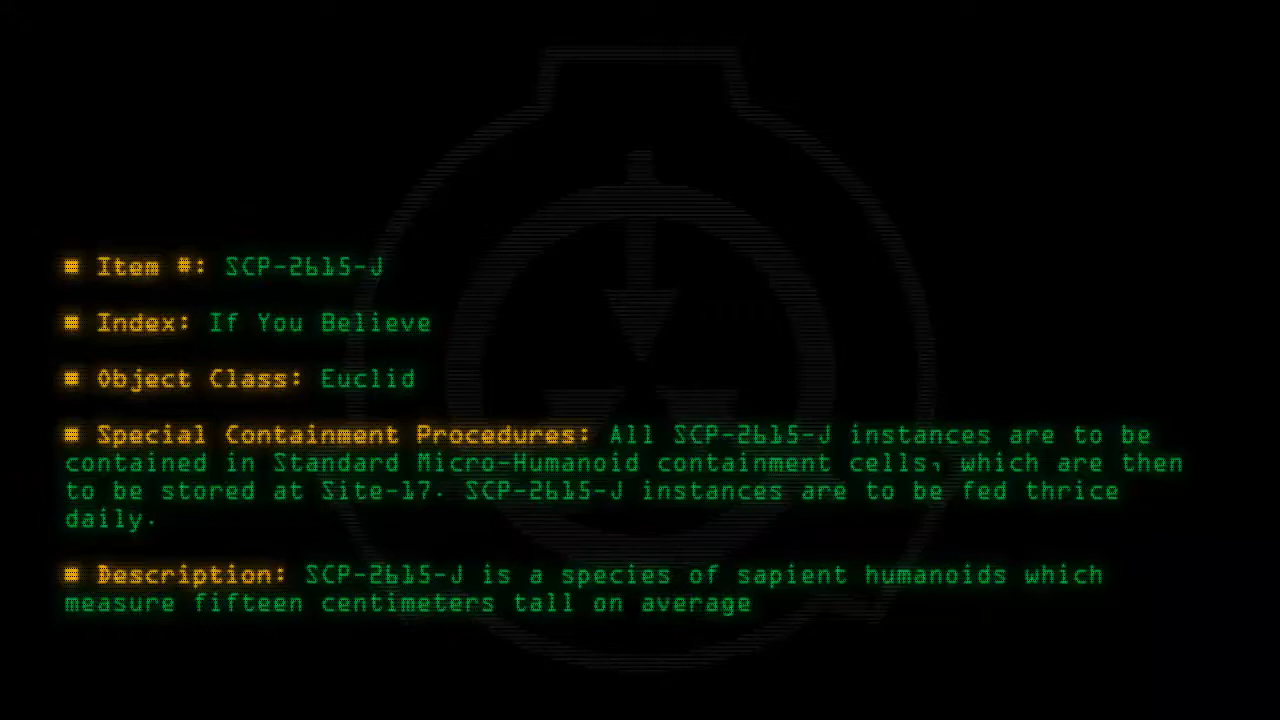 ■ Item #: SCP-2615-J
■ Index: If You Believe
■ Object Class: Euclid
■ Special Containment Procedures: All SCP-2615-J instances are to be
contained in Standard Micro-Humanoid containment cells, which are then
to be stored at Site-17. SCP-2615-J instances are to be fed thrice
daily.
■ Description: SCP-2615-J is a species of sapient humanoids which
measure fifteen centimeters tall on average